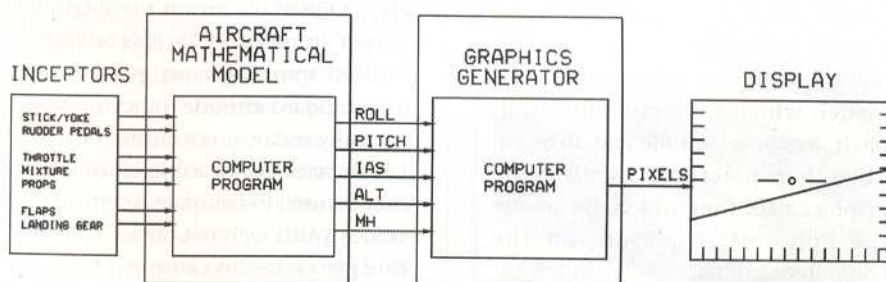 INCEPTORS
STICK/YOKE
RUDDER PEDALS
THROTTLE
MIXTURE
PROPS
FLAPS
LANDING GEAR
AIRCRAFT
MATHEMATICAL
MODEL
COMPUTER
PROGRAM
ROLL
PITCH
IAS
ALT
MH
GRAPHICS
GENERATOR
COMPUTER
PROGRAM
PIXELS
DISPLAY